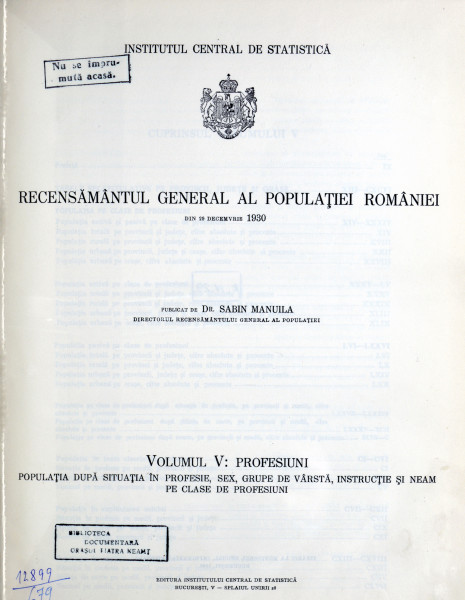 INSTITUTUL CENTRAL DE STATISTICĂ
Nu se împru-
mută acasă.
RECENSĂMÂNTUL GENERAL AL POPULAŢIEI ROMÂNIEI
DIN 29 DECEMVRIE 1930
PUBLICAT DE DR. SABIN MANUILA
DIRECTORUL RECENSĂMÂNTULUI GENERAL AL POPULAŢIEI
VOLUMUL V: PROFESIUNI
POPULAŢIA DUPĂ SITUAŢIA ÎN PROFESIE, SEX, GRUPE DE VÂRSTĂ, INSTRUCŢIE ŞI NEAM
PE CLASE DE PROFESIUNI
BIBLIOTECA
DOCUMENTARĂ
ORAŞUL PIATRA NEAMŢ
12899
179
EDITURA INSTITUTULUI CENTRAL DE STATISTICĂ
BUCUREŞTI, V — SPLAIUL UNIRII 28